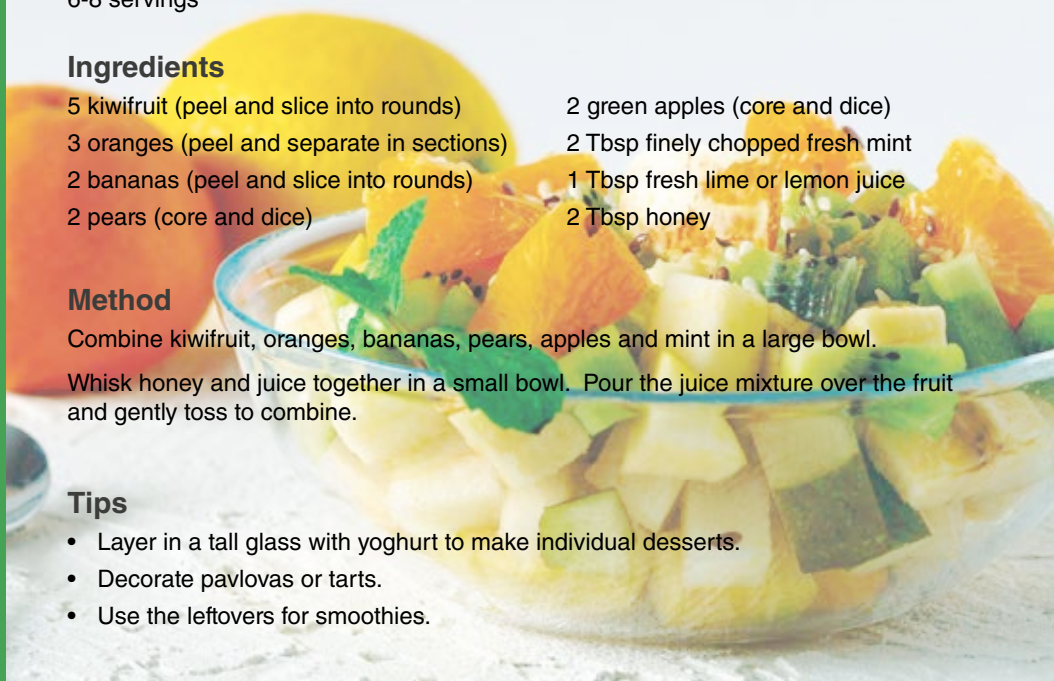 6-8 servings
Ingredients
5 kiwifruit (peel and slice into rounds)
3 oranges (peel and separate in sections)
2 bananas (peel and slice into rounds)
2 pears (core and dice)
2 green apples (core and dice)
2 Tbsp finely chopped fresh mint
1 Tbsp fresh lime or lemon juice
2 Tbsp honey
Method
Combine kiwifruit, oranges, bananas, pears, apples and mint in a large bowl.
Whisk honey and juice together in a small bowl.  Pour the juice mixture over the fruit
and gently toss to combine.
Tips
• Layer in a tall glass with yoghurt to make individual desserts.
• Decorate pavlovas or tarts.
• Use the leftovers for smoothies.